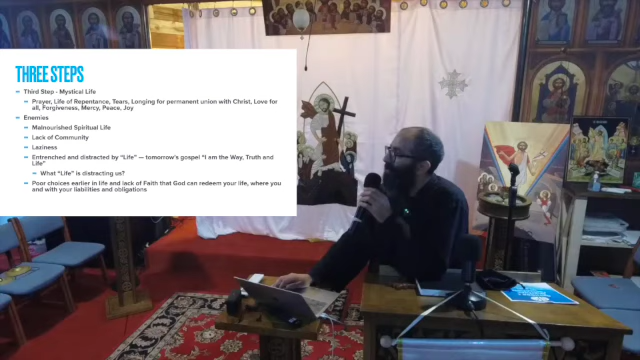 THREE STEPS
Third Step - Mystical Life
Prayer, Life of Repentance, Tears, Longing for permanent union with Christ, Love for
all, Forgiveness, Mercy, Peace, Joy
Enemies
Malnourished Spiritual Life
Lack of Community
Laziness
Entrenched and distracted by “Life” — tomorrow's gospel “I am the Way, Truth and
Life”
What “Life” is distracting us?
Poor choices earlier in life and lack of Faith that God can redeem your life, where you
and with your liabilities and obligations